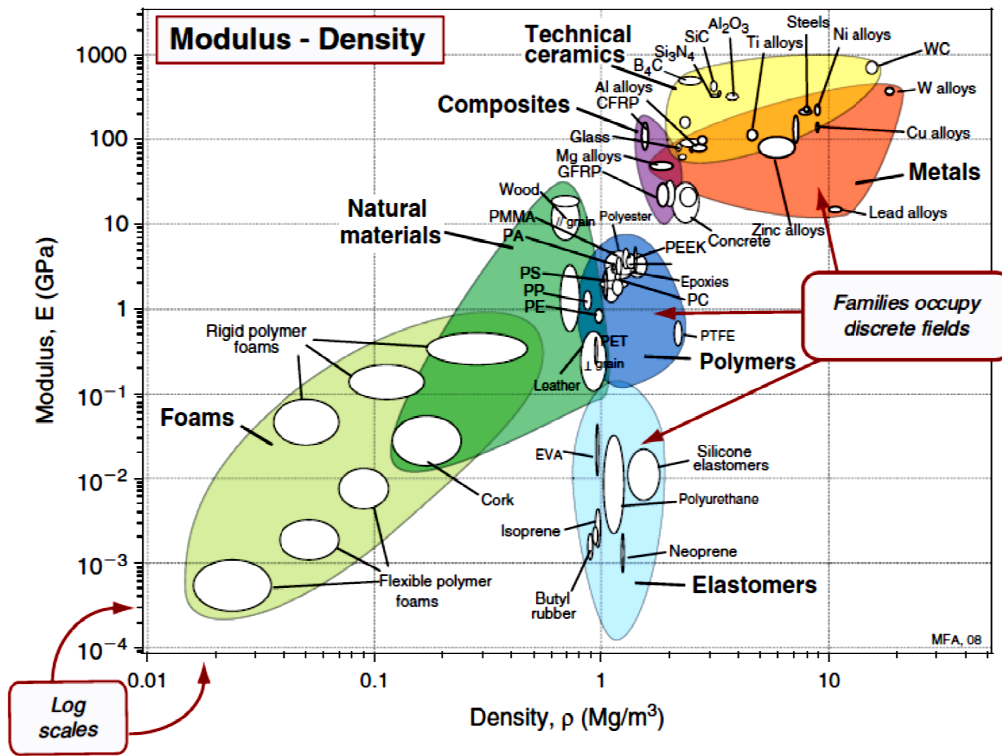 Modulus - Density
Technical
ceramics
B4C
Si3N4
SiC
Al2O3
Ti alloys
Steels
Ni alloys
WC
W alloys
Al alloys
CFRP
Composites
Glass
Mg alloys
GFRP
Cu alloys
Metals
Lead alloys
Zinc alloys
Concrete
Natural
materials
Wood
// grain
PMMA
Polyester
PA
PEEK
PS
Epoxies
PP
PC
PE
PTFE
PET
⊥ grain
Leather
Polymers
Families occupy
discrete fields
Rigid polymer
foams
Foams
Cork
EVA
Silicone
elastomers
Polyurethane
Isoprene
Neoprene
Elastomers
Butyl
rubber
Flexible polymer
foams
MFA, 08
Log
scales
Modulus, E (GPa)
1000
100
10
1
10⁻¹
10⁻²
10⁻³
10⁻⁴
0.01
0.1
1
10
Density, ρ (Mg/m³)